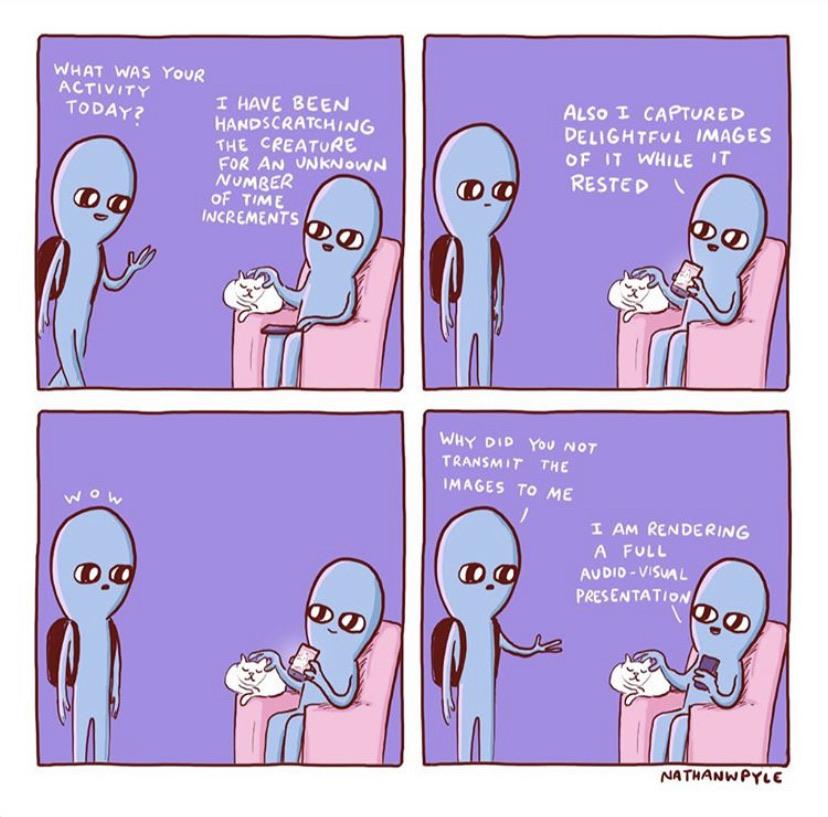 WHAT WAS YOUR
ACTIVITY
TODAY?
I HAVE BEEN
HANDSCRATCHING
THE CREATURE
FOR AN UNKNOWN
NUMBER
OF TIME
INCREMENTS
ALSO I CAPTURED
DELIGHTFUL IMAGES
OF IT WHILE IT
RESTED
WOW
WHY DID YOU NOT
TRANSMIT THE
IMAGES TO ME
I AM RENDERING
A FULL
AUDIO-VISUAL
PRESENTATION
NATHANWPYLE